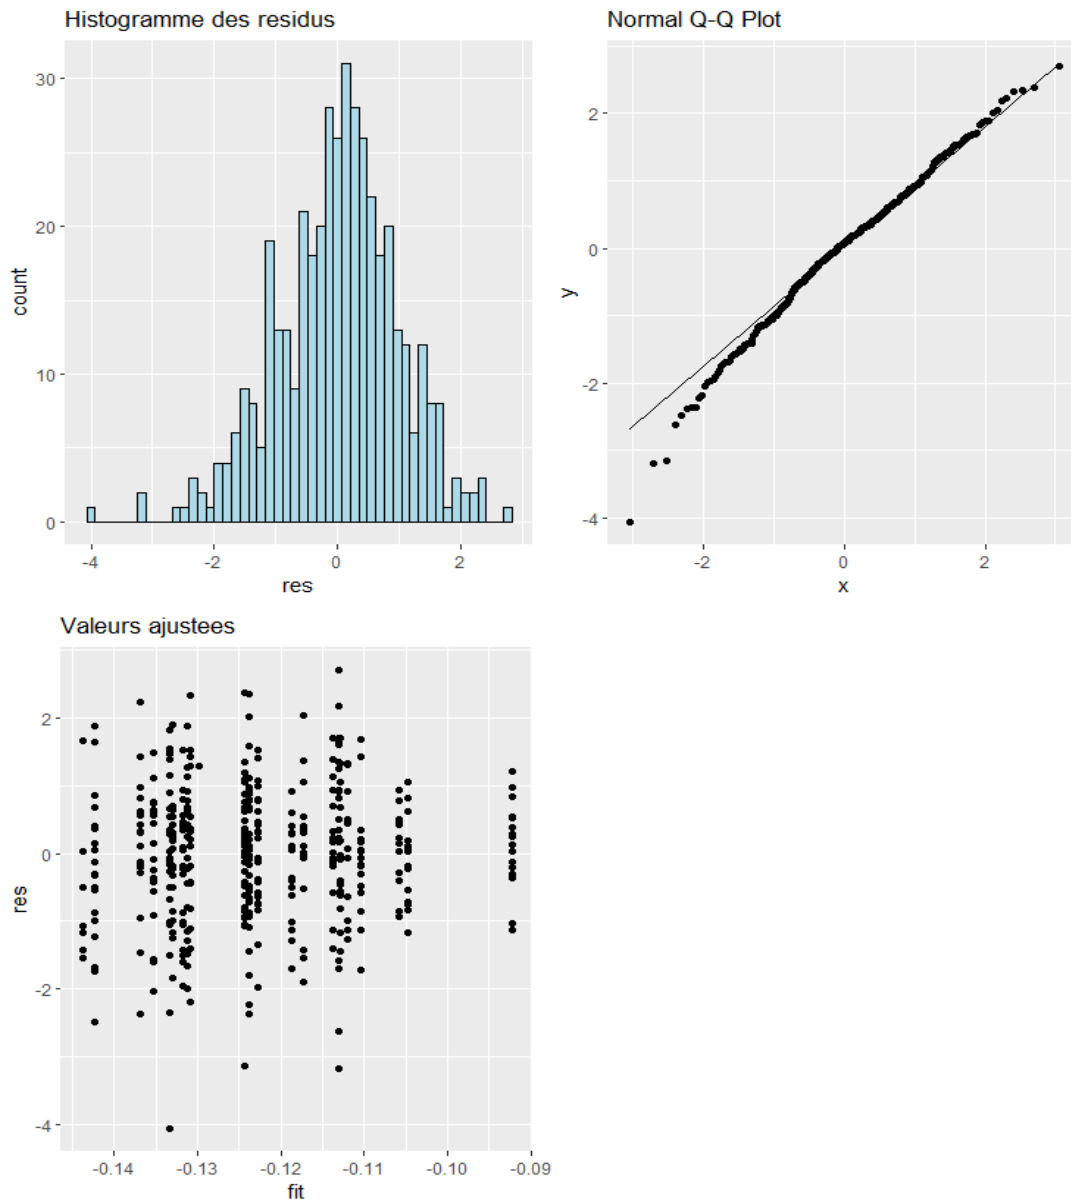 Histogramme des residus
30
20
10
0
count
-4
-2
0
2
res
Normal Q-Q Plot
2
0
-2
-4
y
-2
0
2
x
Valeurs ajustees
2
0
-2
-4
res
-0.14
-0.13
-0.12
-0.11
-0.10
-0.09
fit